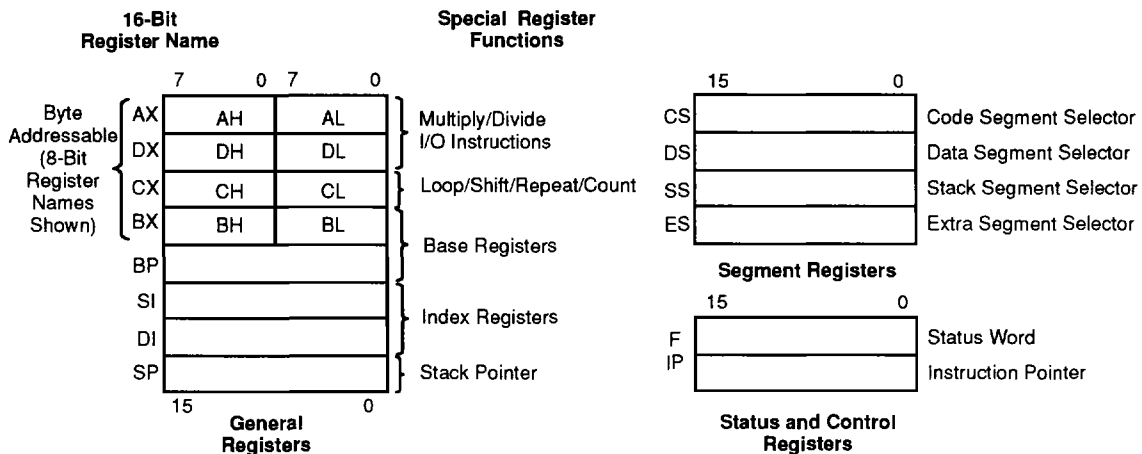 16-Bit
Register Name
Special Register
Functions
7 0 7 0
Byte
Addressable
(8-Bit
Register
Names
Shown)
AX AH AL
DX DH DL
CX CH CL
BX BH BL
BP
SI
DI
SP
15 0
General
Registers
Multiply/Divide
I/O Instructions
Loop/Shift/Repeat/Count
Base Registers
Index Registers
Stack Pointer
15 0
CS Code Segment Selector
DS Data Segment Selector
SS Stack Segment Selector
ES Extra Segment Selector
Segment Registers
15 0
F Status Word
IP Instruction Pointer
Status and Control
Registers